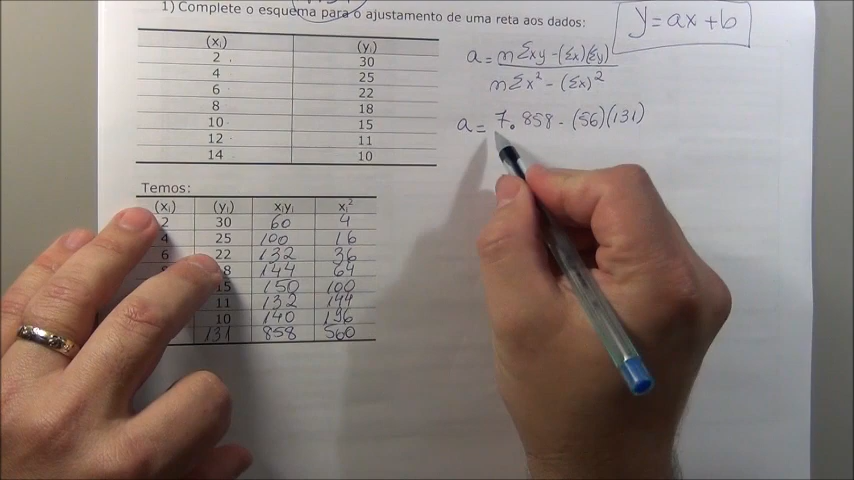 1) Complete o esquema para o ajustamento de uma reta aos dados:
y = ax + b
(xᵢ) (yᵢ)
2 30
4 25
6 22
8 18
10 15
12 11
14 10
a = nΣxy - (Σx)(Σy)
nΣx² - (Σx)²
a = 7.858 - (56)(131)
Temos:
(xᵢ) (yᵢ) xᵢyᵢ xᵢ²
2 30 60 4
4 25 100 16
6 22 132 36
8 144 64
15 150 100
11 132 144
10 140 196
131 858 560